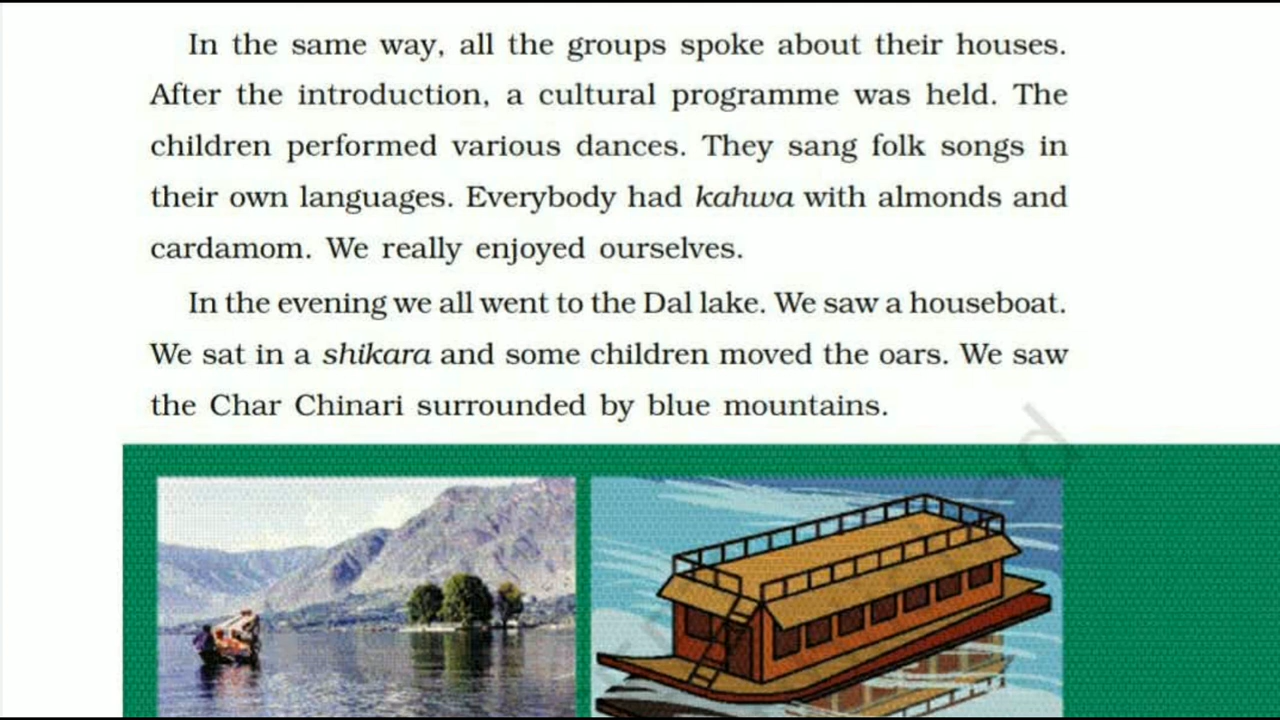 In the same way, all the groups spoke about their houses.
After the introduction, a cultural programme was held. The
children performed various dances. They sang folk songs in
their own languages. Everybody had kahwa with almonds and
cardamom. We really enjoyed ourselves.
In the evening we all went to the Dal lake. We saw a houseboat.
We sat in a shikara and some children moved the oars. We saw
the Char Chinari surrounded by blue mountains.